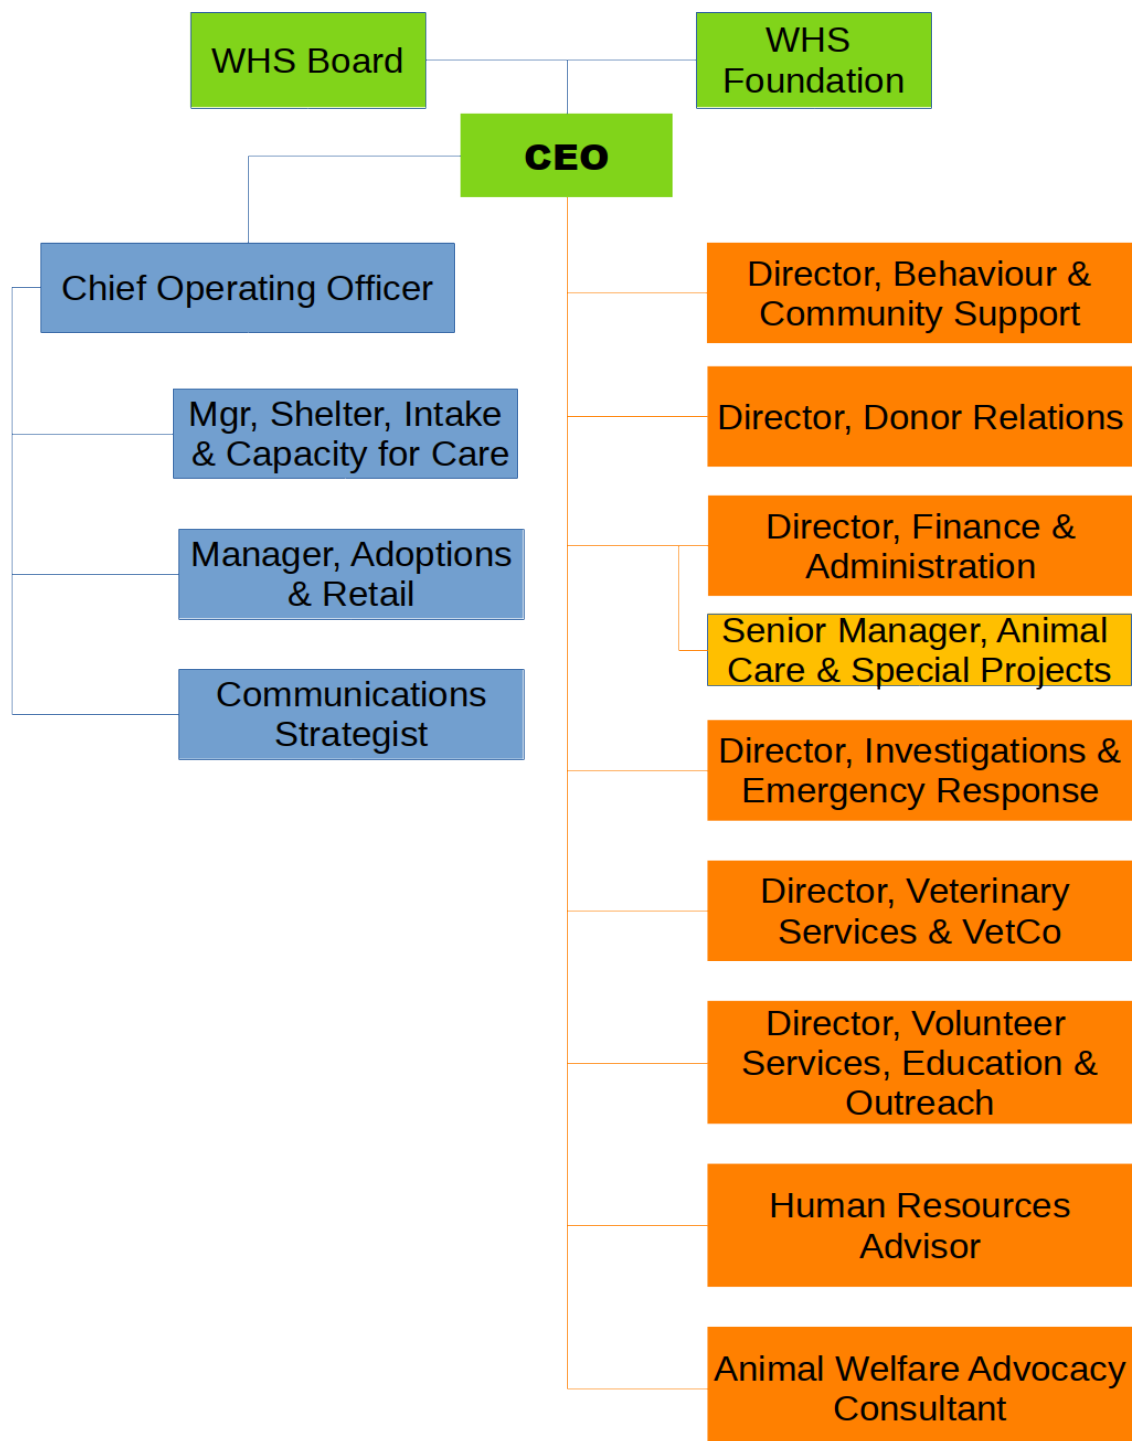 WHS Board
WHS
Foundation
CEO
Chief Operating Officer
Mgr, Shelter, Intake
& Capacity for Care
Manager, Adoptions
& Retail
Communications
Strategist
Director, Behaviour &
Community Support
Director, Donor Relations
Director, Finance &
Administration
Senior Manager, Animal
Care & Special Projects
Director, Investigations &
Emergency Response
Director, Veterinary
Services & VetCo
Director, Volunteer
Services, Education &
Outreach
Human Resources
Advisor
Animal Welfare Advocacy
Consultant